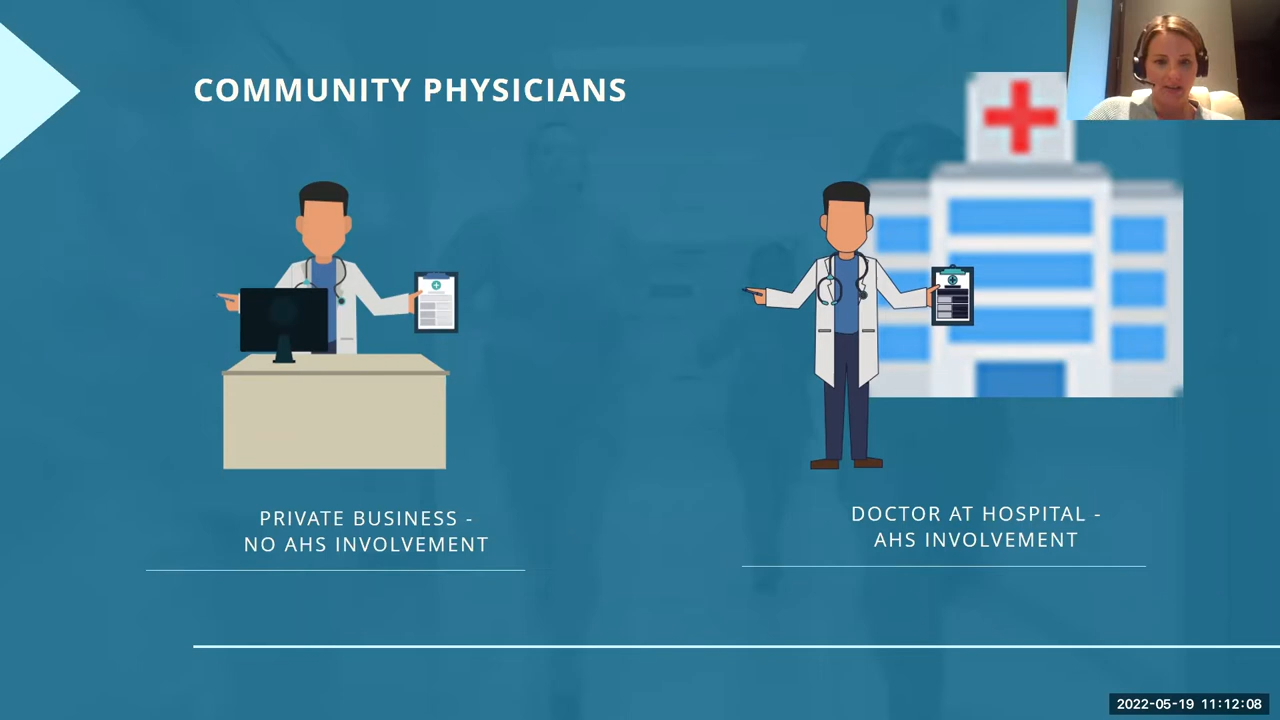 COMMUNITY PHYSICIANS
PRIVATE BUSINESS -
NO AHS INVOLVEMENT
DOCTOR AT HOSPITAL -
AHS INVOLVEMENT
2022-05-19 11:12:08